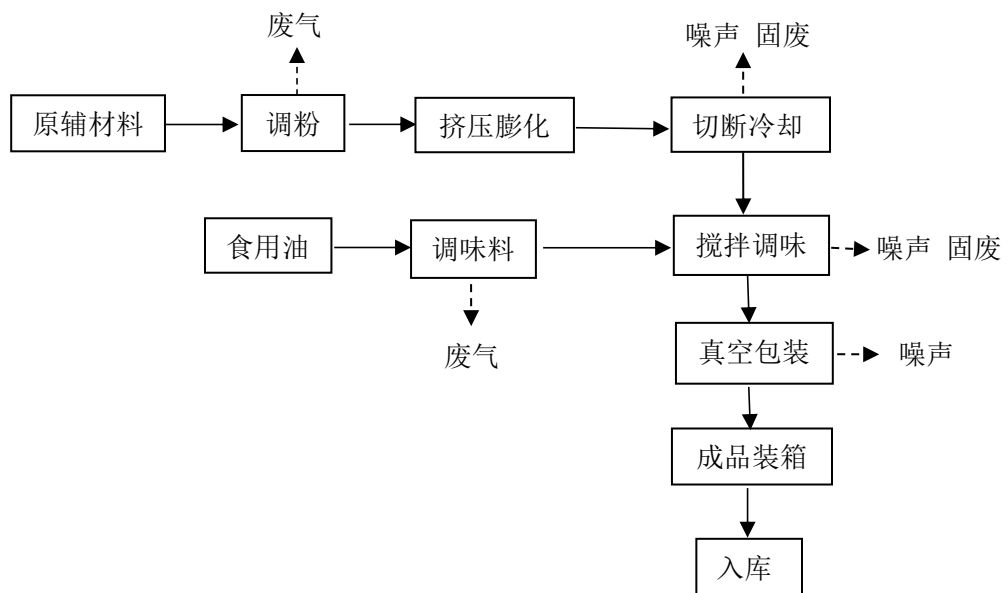 废气
噪声 固废
原辅材料
调粉
挤压膨化
切断冷却
食用油
调味料
搅拌调味
噪声 固废
废气
真空包装
噪声
成品装箱
入库